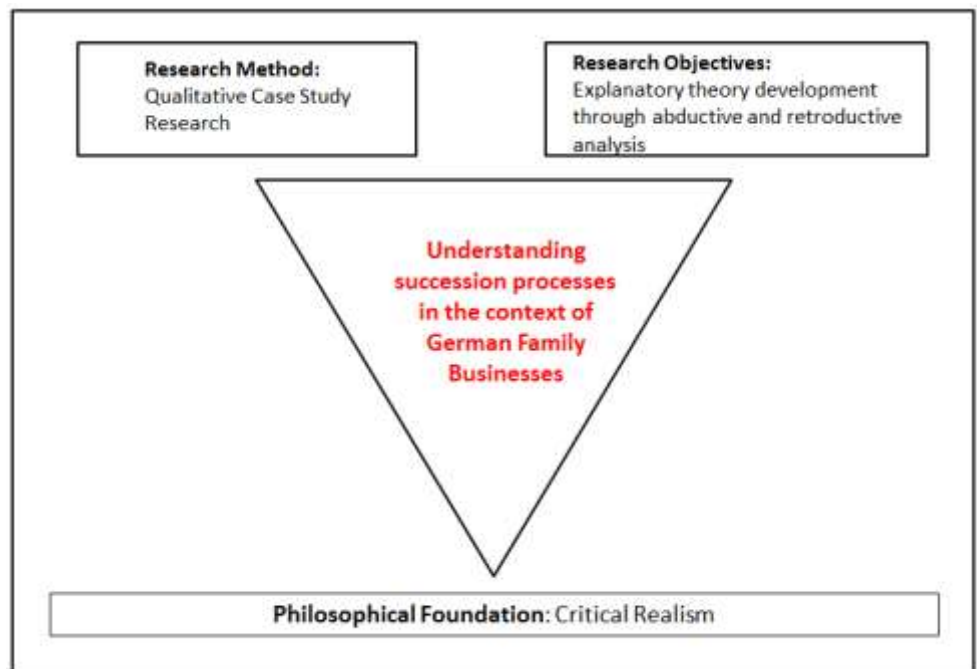 Research Method:
Qualitative Case Study
Research
Research Objectives:
Explanatory theory development
through abductive and retroductive
analysis
Understanding
succession processes
in the context of
German Family
Businesses
Philosophical Foundation: Critical Realism